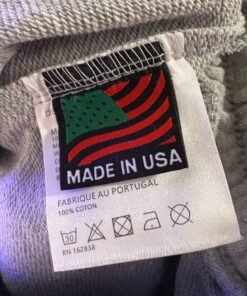 MADE IN USA
FABRIQUE AU PORTUGAL
100% COTON
30
RN 162838